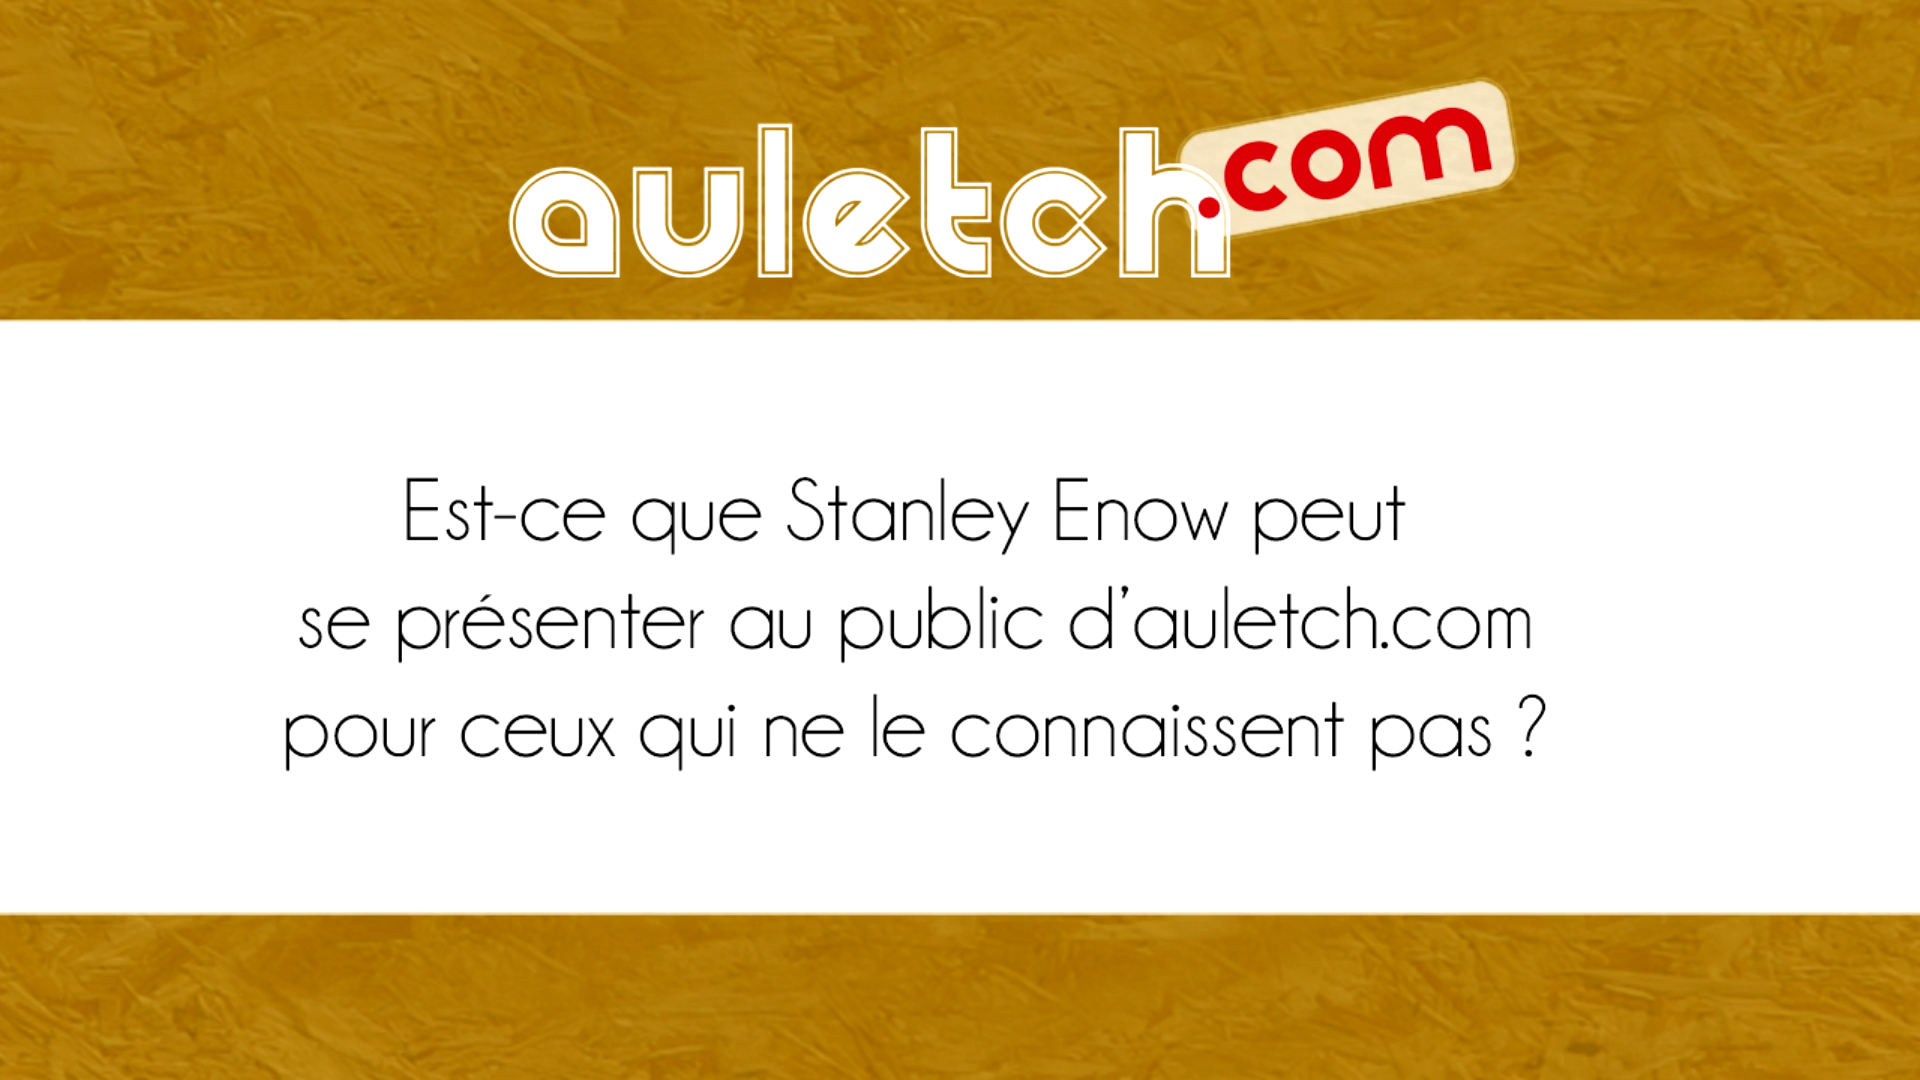 auletch.com
Est-ce que Stanley Enow peut
se présenter au public d’auletch.com
pour ceux qui ne le connaissent pas ?